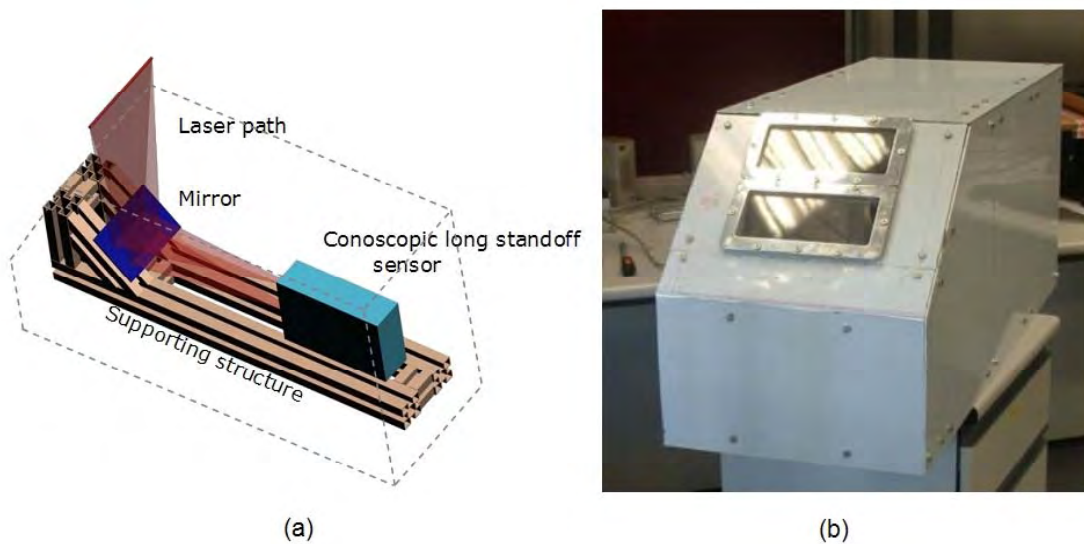 Laser path
Mirror
Conoscopic long standoff
sensor
Supporting structure
(a)
(b)